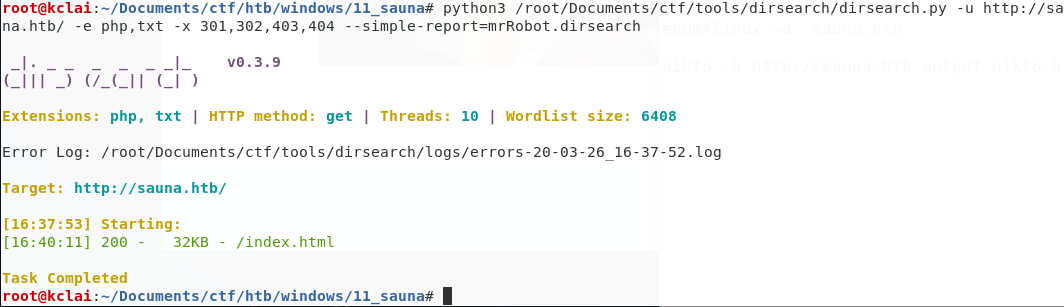 root@kclai:~/Documents/ctf/htb/windows/11_sauna# python3 /root/Documents/ctf/tools/dirsearch/dirsearch.py -u http://sau
na.htb/ -e php,txt -x 301,302,403,404 --simple-report=mrRobot.dirsearch
enum4linux -a sauna.htb
 _|. _ _  _  _  _ _|_    v0.3.9
(_||| _) (/_(_|| (_| )
nikto -h http://sauna.htb output nikto-h
Extensions: php, txt | HTTP method: get | Threads: 10 | Wordlist size: 6408
Error Log: /root/Documents/ctf/tools/dirsearch/logs/errors-20-03-26_16-37-52.log
Target: http://sauna.htb/
[16:37:53] Starting:
[16:40:11] 200 -   32KB - /index.html
Task Completed
root@kclai:~/Documents/ctf/htb/windows/11_sauna#